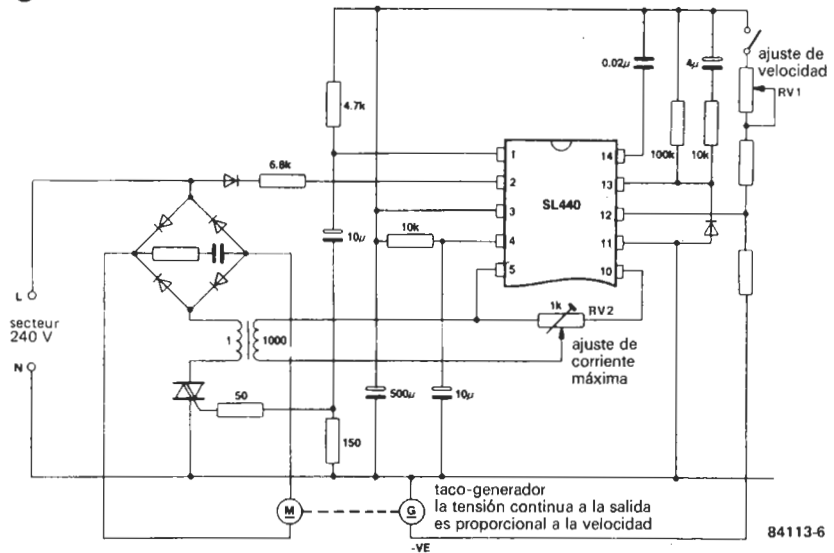 0.02µ
4µ
ajuste de
velocidad
RV1
4.7k
6.8k
1
14
100k
10k
2
13
SL440
3
12
10µ
10k
4
11
5
10
L
secteur
240 V
N
1
1000
1k
RV2
ajuste de
corriente
máxima
50
500µ
10µ
150
M
G
taco-generador
la tensión continua a la salida
es proporcional a la velocidad
-VE
84113-6